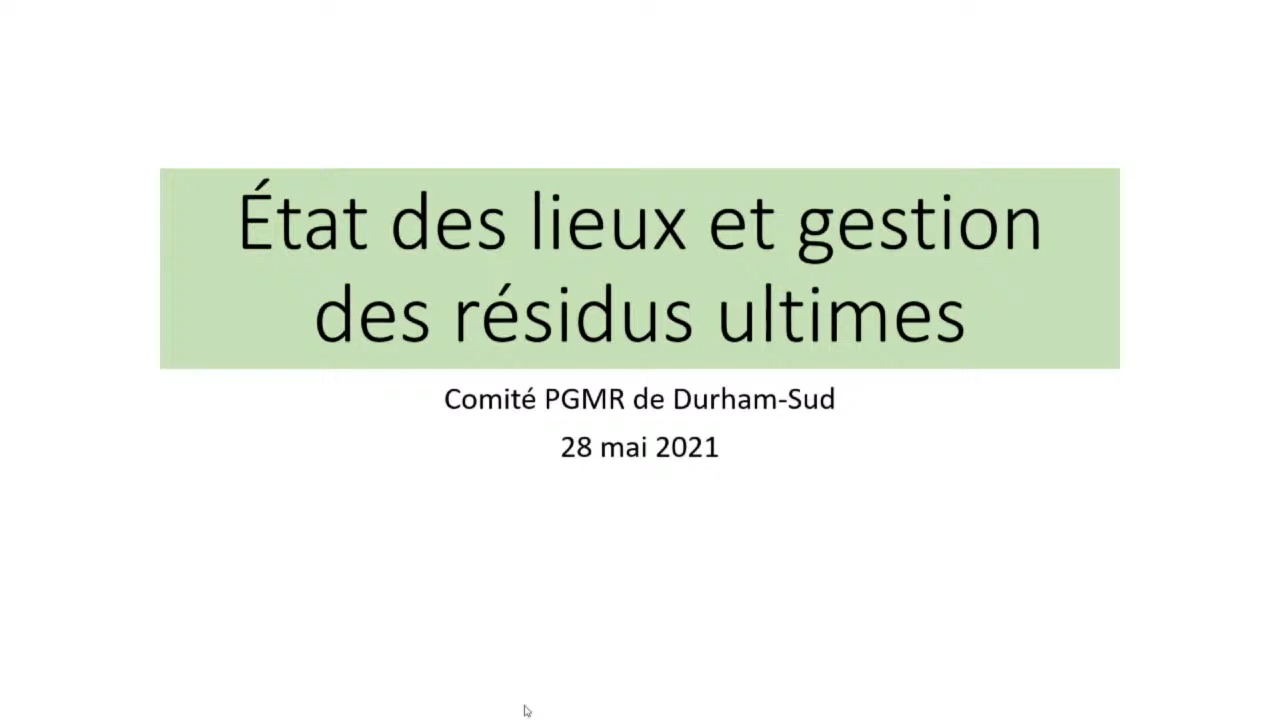 État des lieux et gestion
des résidus ultimes
Comité PGMR de Durham-Sud
28 mai 2021